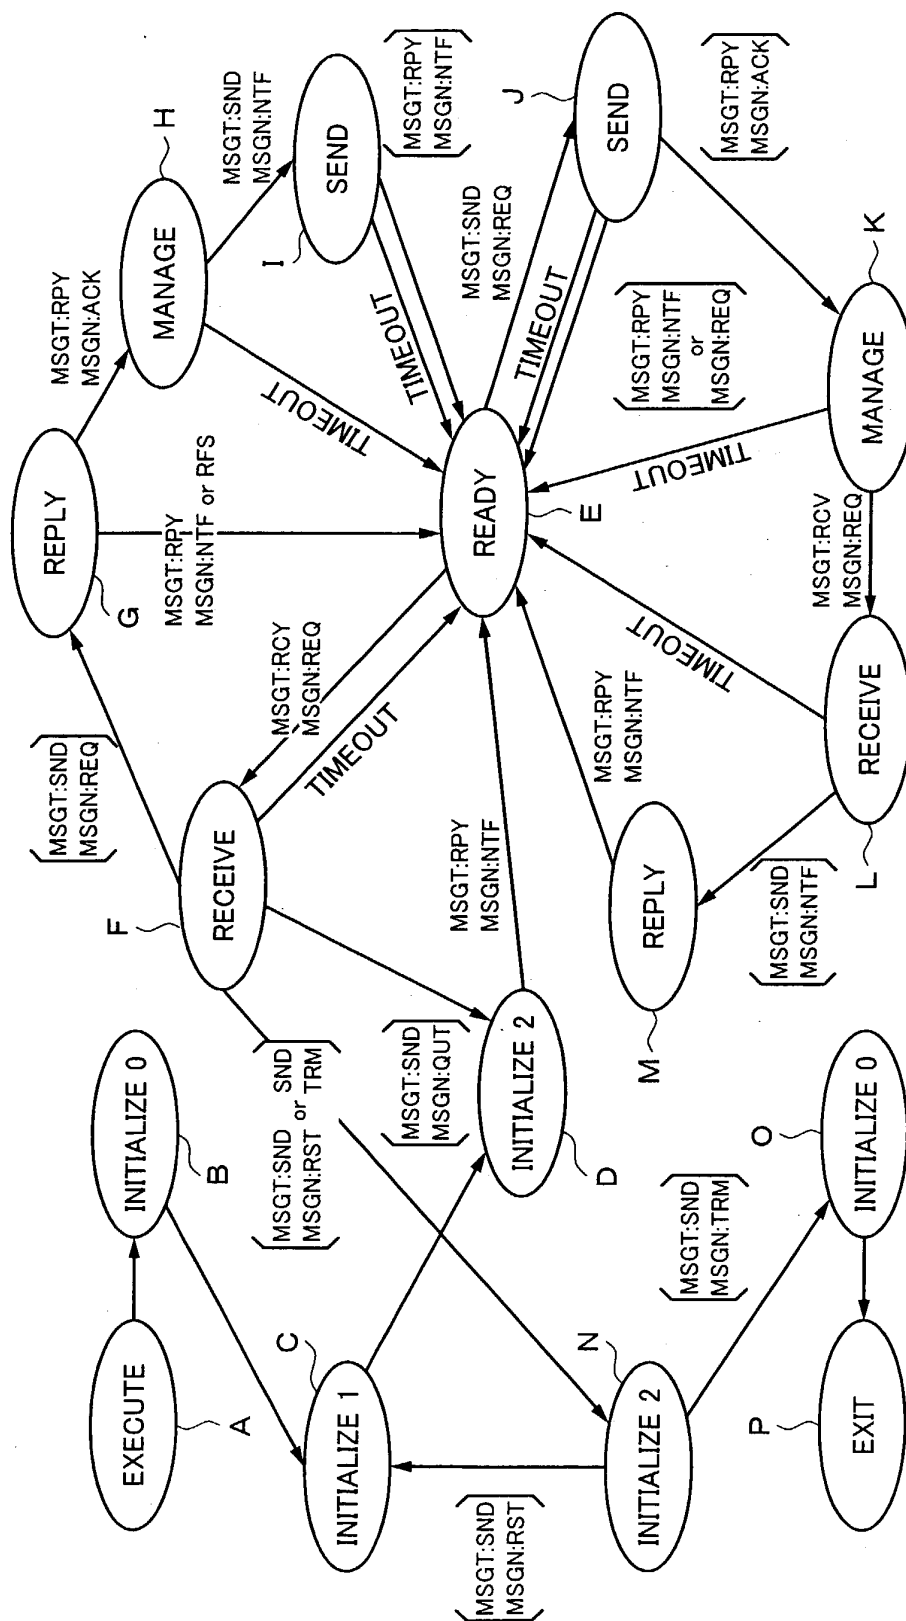 EXECUTE
A
INITIALIZE 0
B
INITIALIZE 1
C
INITIALIZE 2
D
[MSGT:SND
MSGN:RST or SND
TRM]
[MSGT:SND
MSGN:QUT]
RECEIVE
F
[MSGT:SND
MSGN:REQ]
REPLY
G
MSGT:RPY
MSGN:ACK
MANAGE
H
MSGT:SND
MSGN:NTF
SEND
I
[MSGT:RPY
MSGN:NTF]
MSGT:RPY
MSGN:NTF or RFS
TIMEOUT
TIMEOUT
MSGT:RCY
MSGN:REQ
TIMEOUT
READY
E
MSGT:RPY
MSGN:NTF
MSGT:SND
MSGN:REQ
TIMEOUT
SEND
J
[MSGT:RPY
MSGN:NTF
or
MSGN:REQ]
[MSGT:RPY
MSGN:ACK]
MANAGE
K
TIMEOUT
MSGT:RCV
MSGN:REQ
RECEIVE
L
TIMEOUT
[MSGT:SND
MSGN:NTF]
REPLY
M
MSGT:RPY
MSGN:NTF
INITIALIZE 2
N
[MSGT:SND
MSGN:RST]
[MSGT:SND
MSGN:TRM]
INITIALIZE 0
O
EXIT
P